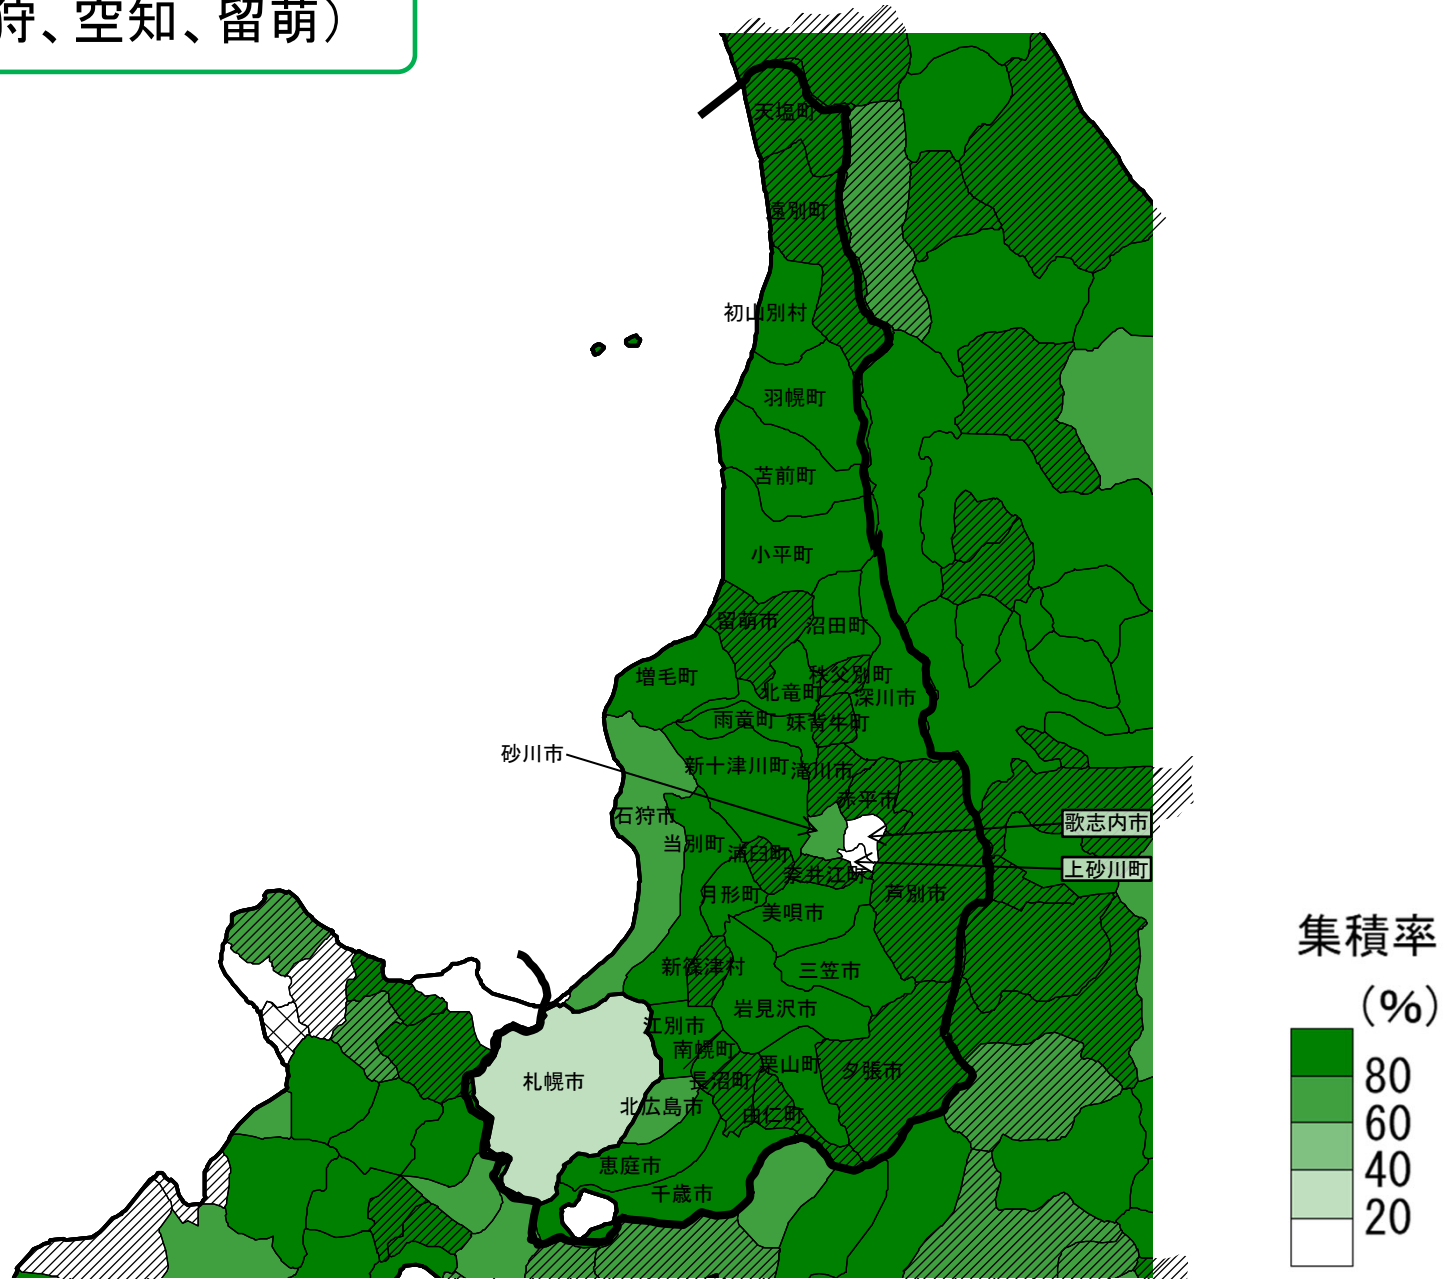 狩、空知、留萌）
天塩町
遠別町
初山別村
羽幌町
苫前町
小平町
留萌市
沼田町
増毛町
秩父別町
北竜町
深川市
雨竜町
妹背牛町
砂川市
新十津川町
滝川市
赤平市
石狩市
歌志内市
当別町
浦臼町
上砂川町
奈井江町
月形町
芦別市
美唄市
新篠津村
三笠市
岩見沢市
江別市
南幌町
栗山町
夕張市
札幌市
長沼町
北広島市
由仁町
恵庭市
千歳市
集積率
（%）
80
60
40
20